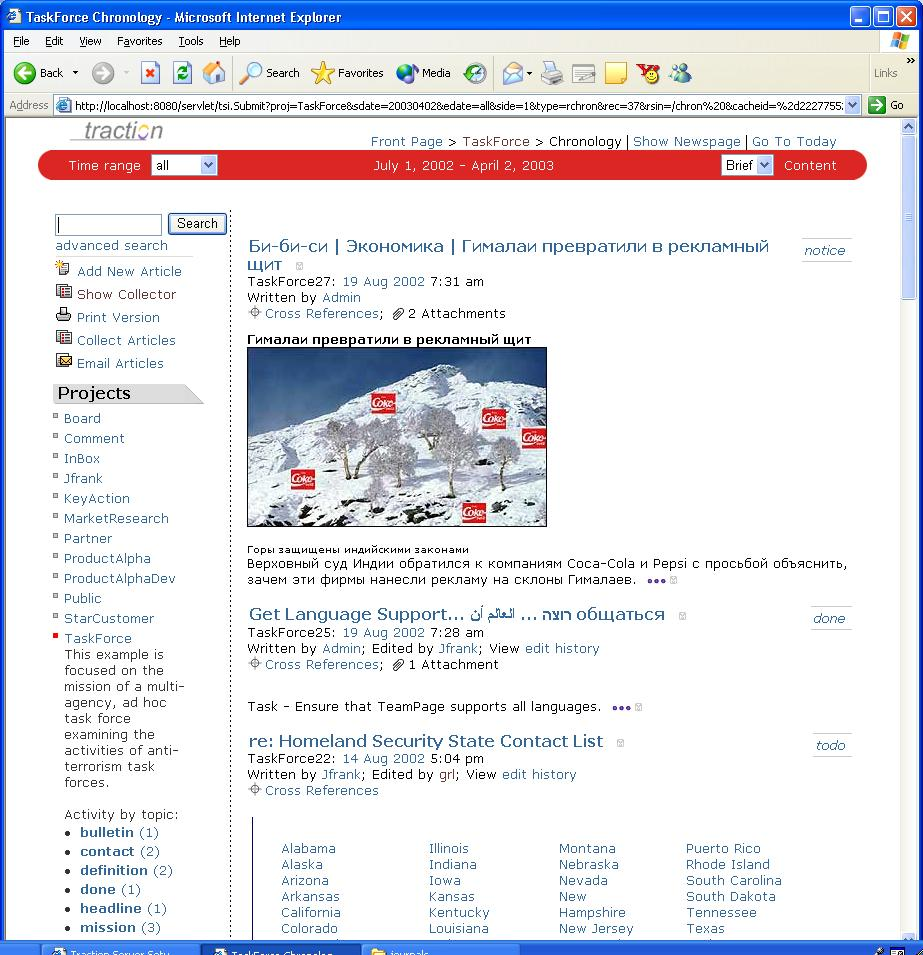 TaskForce Chronology - Microsoft Internet Explorer
File Edit View Favorites Tools Help
Back Search Favorites Media Links »
Address http://localhost:8080/servlet/tsi.Submit?proj=TaskForce&sdate=20030402&edate=all&side=1&type=rchron&rec=37&rsin=/chron%20&cacheid=%2d2227755 Go
traction
Front Page > TaskForce > Chronology | Show Newspage | Go To Today
Time range all July 1, 2002 - April 2, 2003 Brief Content
Search
advanced search
Add New Article
Show Collector
Print Version
Collect Articles
Email Articles
Projects
Board
Comment
InBox
Jfrank
KeyAction
MarketResearch
Partner
ProductAlpha
ProductAlphaDev
Public
StarCustomer
TaskForce
This example is
focused on the
mission of a multi-
agency, ad hoc
task force
examining the
activities of anti-
terrorism task
forces.
Activity by topic:
bulletin (1)
contact (2)
definition (2)
done (1)
headline (1)
mission (3)
Би-би-си | Экономика | Гималаи превратили в рекламный
щит
notice
TaskForce27: 19 Aug 2002 7:31 am
Written by Admin
Cross References; 2 Attachments
Гималаи превратили в рекламный щит
Coke
Coke
Coke
Coke
Coke
Горы защищены индийскими законами
Верховный суд Индии обратился к компаниям Coca-Cola и Pepsi с просьбой объяснить,
зачем эти фирмы нанесли рекламу на склоны Гималаев.
Get Language Support... העולם أن ... רוצה общаться
done
TaskForce25: 19 Aug 2002 7:28 am
Written by Admin; Edited by Jfrank; View edit history
Cross References; 1 Attachment
Task - Ensure that TeamPage supports all languages.
re: Homeland Security State Contact List
todo
TaskForce22: 14 Aug 2002 5:04 pm
Written by Jfrank; Edited by grl; View edit history
Cross References
Alabama Illinois Montana Puerto Rico
Alaska Indiana Nebraska Rhode Island
Arizona Iowa Nevada South Carolina
Arkansas Kansas New South Dakota
California Kentucky Hampshire Tennessee
Colorado Louisiana New Jersey Texas
Traction Server Setu TaskForce Chronolog journals